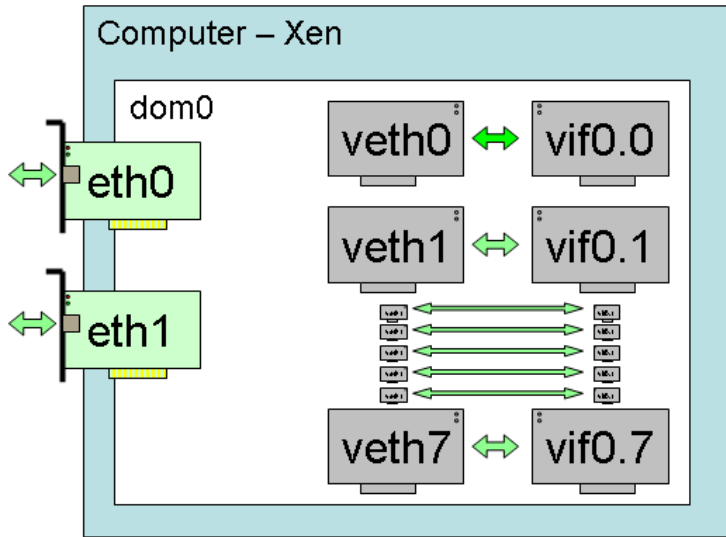 Computer – Xen
dom0
veth0
vif0.0
eth0
veth1
vif0.1
eth1
veth7
vif0.7